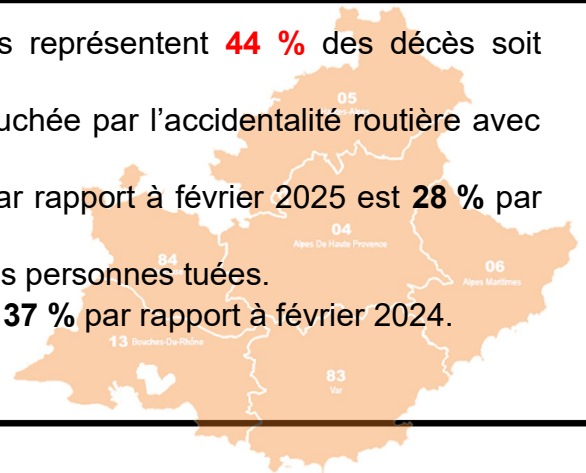 s représentent 44 % des décès soit
05
uchée par l’accidentalité routière avec
ar rapport à février 2025 est 28 % par
04
Alpes De Haute Provence
84
06
Alpes Maritimes
s personnes tuées.
37 % par rapport à février 2024.
13 Bouches-Du-Rhône
83
Var